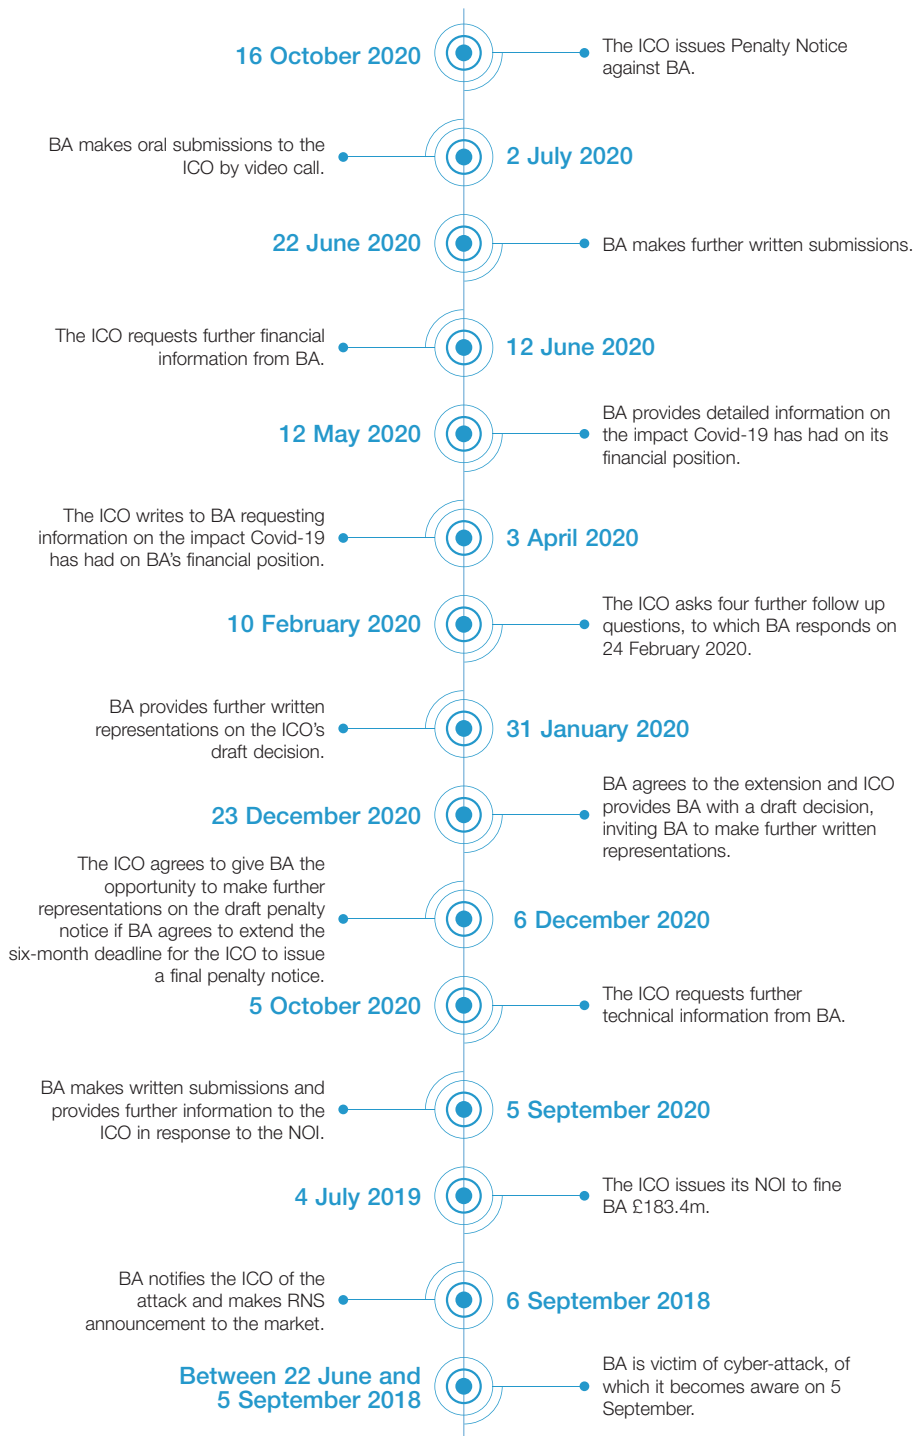 16 October 2020
The ICO issues Penalty Notice
against BA.
BA makes oral submissions to the
ICO by video call.
2 July 2020
22 June 2020
BA makes further written submissions.
The ICO requests further financial
information from BA.
12 June 2020
12 May 2020
BA provides detailed information on
the impact Covid-19 has had on its
financial position.
The ICO writes to BA requesting
information on the impact Covid-19
has had on BA’s financial position.
3 April 2020
10 February 2020
The ICO asks four further follow up
questions, to which BA responds on
24 February 2020.
BA provides further written
representations on the ICO’s
draft decision.
31 January 2020
23 December 2020
BA agrees to the extension and ICO
provides BA with a draft decision,
inviting BA to make further written
representations.
The ICO agrees to give BA the
opportunity to make further
representations on the draft penalty
notice if BA agrees to extend the
six-month deadline for the ICO to issue
a final penalty notice.
6 December 2020
5 October 2020
The ICO requests further
technical information from BA.
BA makes written submissions and
provides further information to the
ICO in response to the NOI.
5 September 2020
4 July 2019
The ICO issues its NOI to fine
BA £183.4m.
BA notifies the ICO of the
attack and makes RNS
announcement to the market.
6 September 2018
Between 22 June and
5 September 2018
BA is victim of cyber-attack, of
which it becomes aware on 5
September.